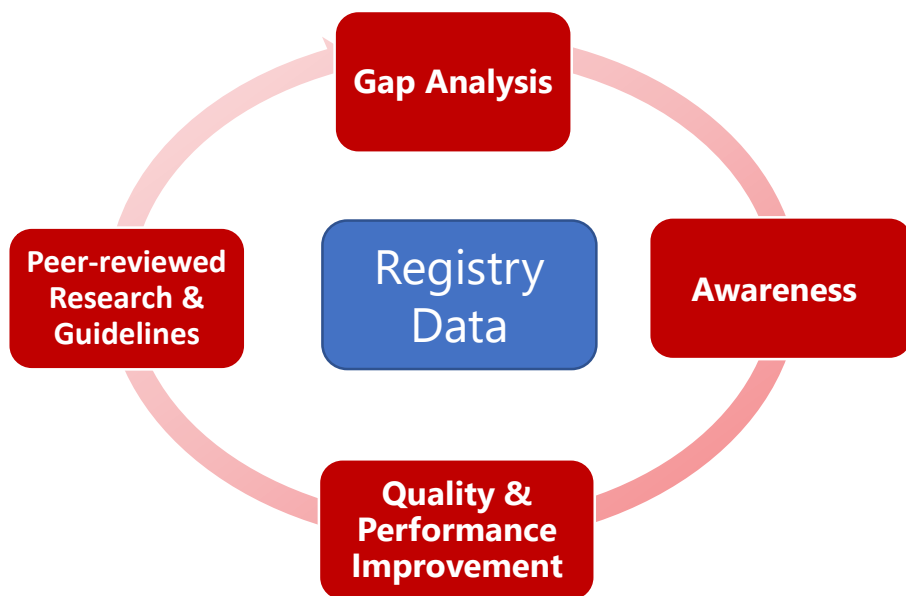 Gap Analysis
Peer-reviewed
Research &
Guidelines
Registry
Data
Awareness
Quality &
Performance
Improvement